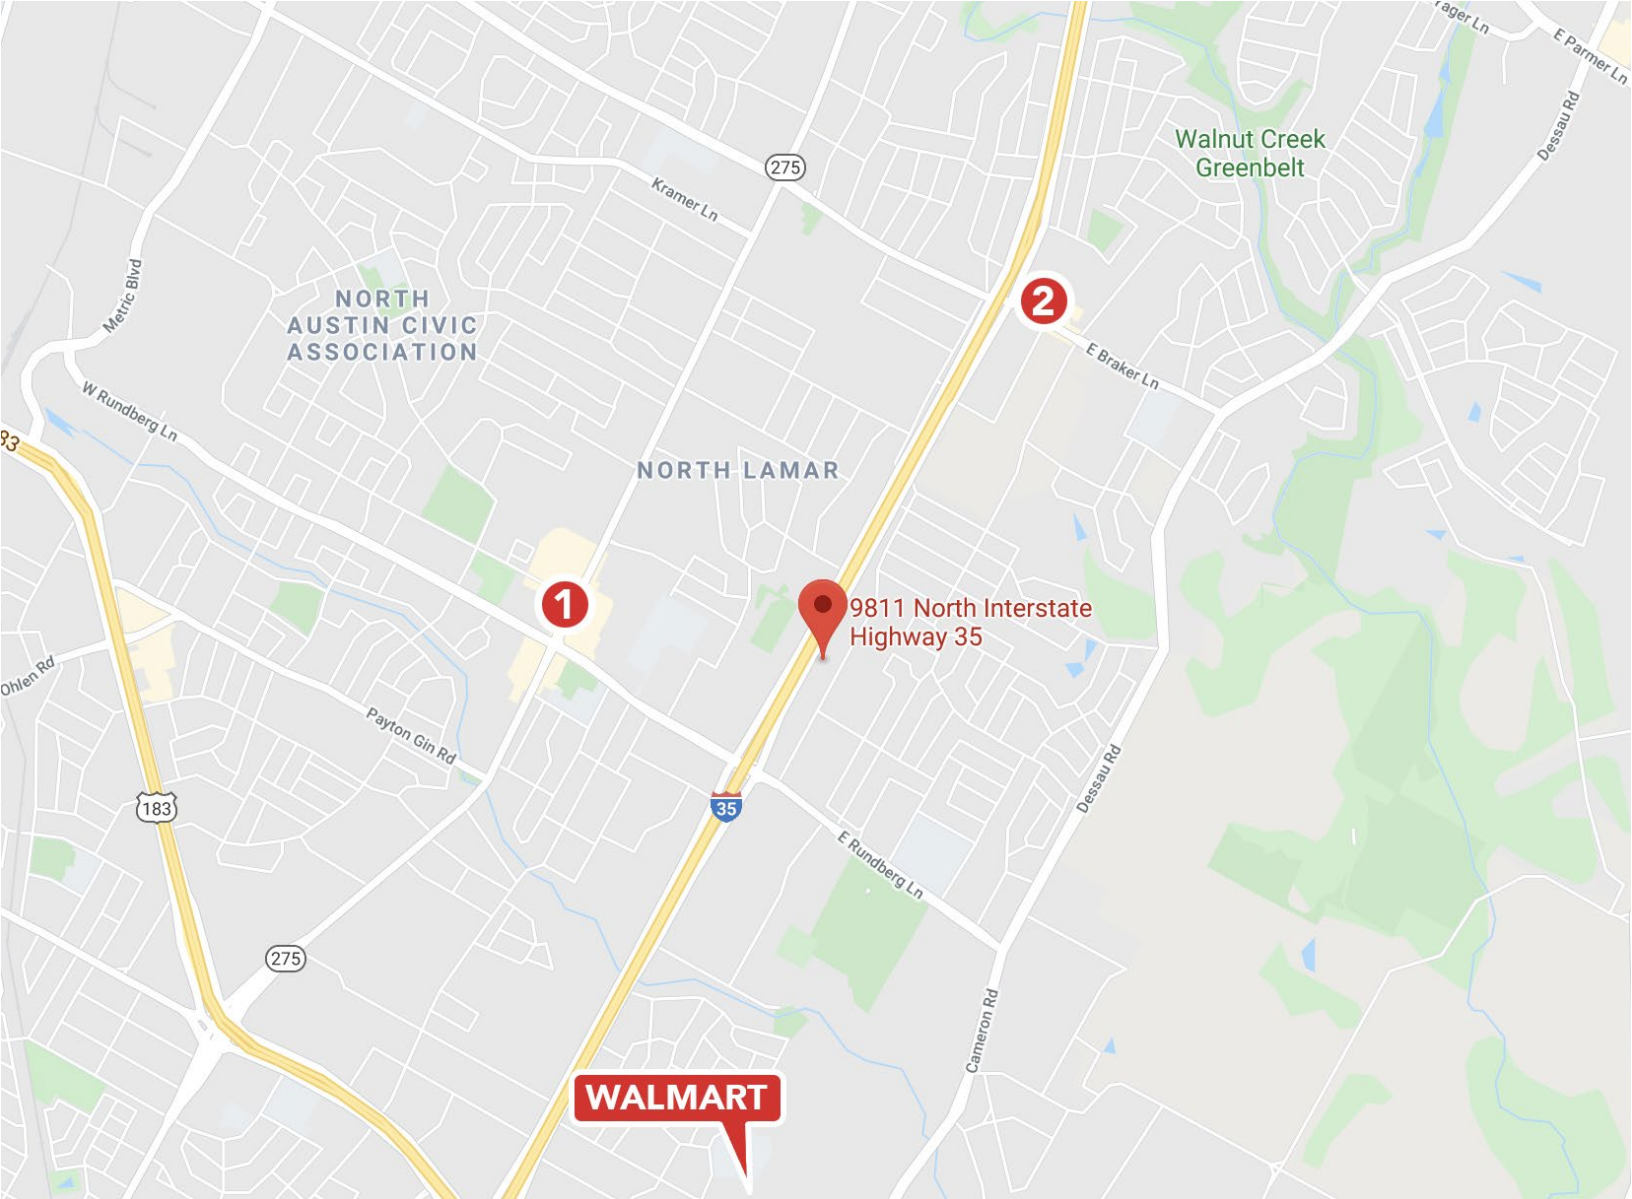 Yager Ln
E Parmer Ln
Dessau Rd
Walnut Creek
Greenbelt
275
Kramer Ln
Metric Blvd
NORTH
AUSTIN CIVIC
ASSOCIATION
2
E Braker Ln
W Rundberg Ln
83
NORTH LAMAR
1
9811 North Interstate
Highway 35
Ohlen Rd
Payton Gin Rd
Dessau Rd
183
35
E Rundberg Ln
275
Cameron Rd
WALMART